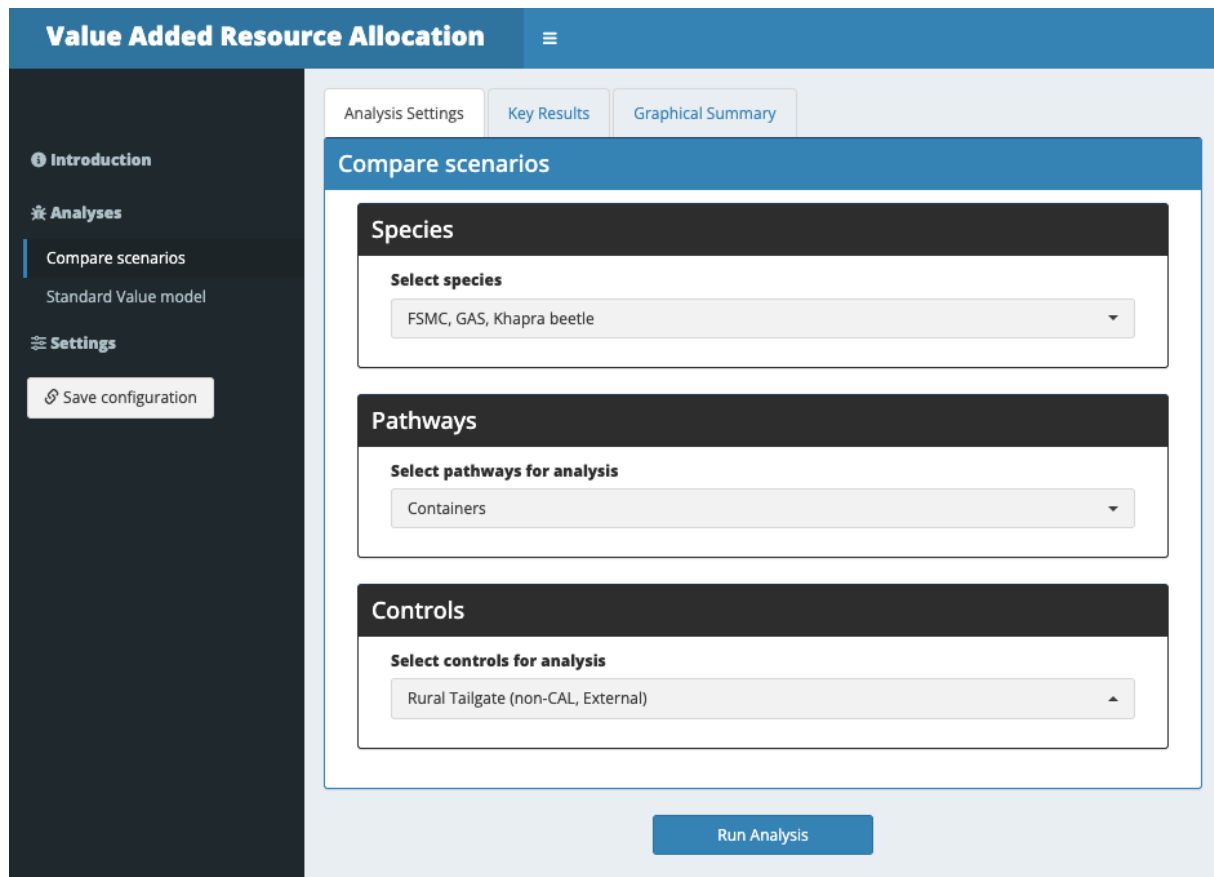 Value Added Resource Allocation
Introduction
Analyses
Compare scenarios
Standard Value model
Settings
Save configuration
Analysis Settings
Key Results
Graphical Summary
Compare scenarios
Species
Select species
FSMC, GAS, Khapra beetle
Pathways
Select pathways for analysis
Containers
Controls
Select controls for analysis
Rural Tailgate (non-CAL, External)
Run Analysis